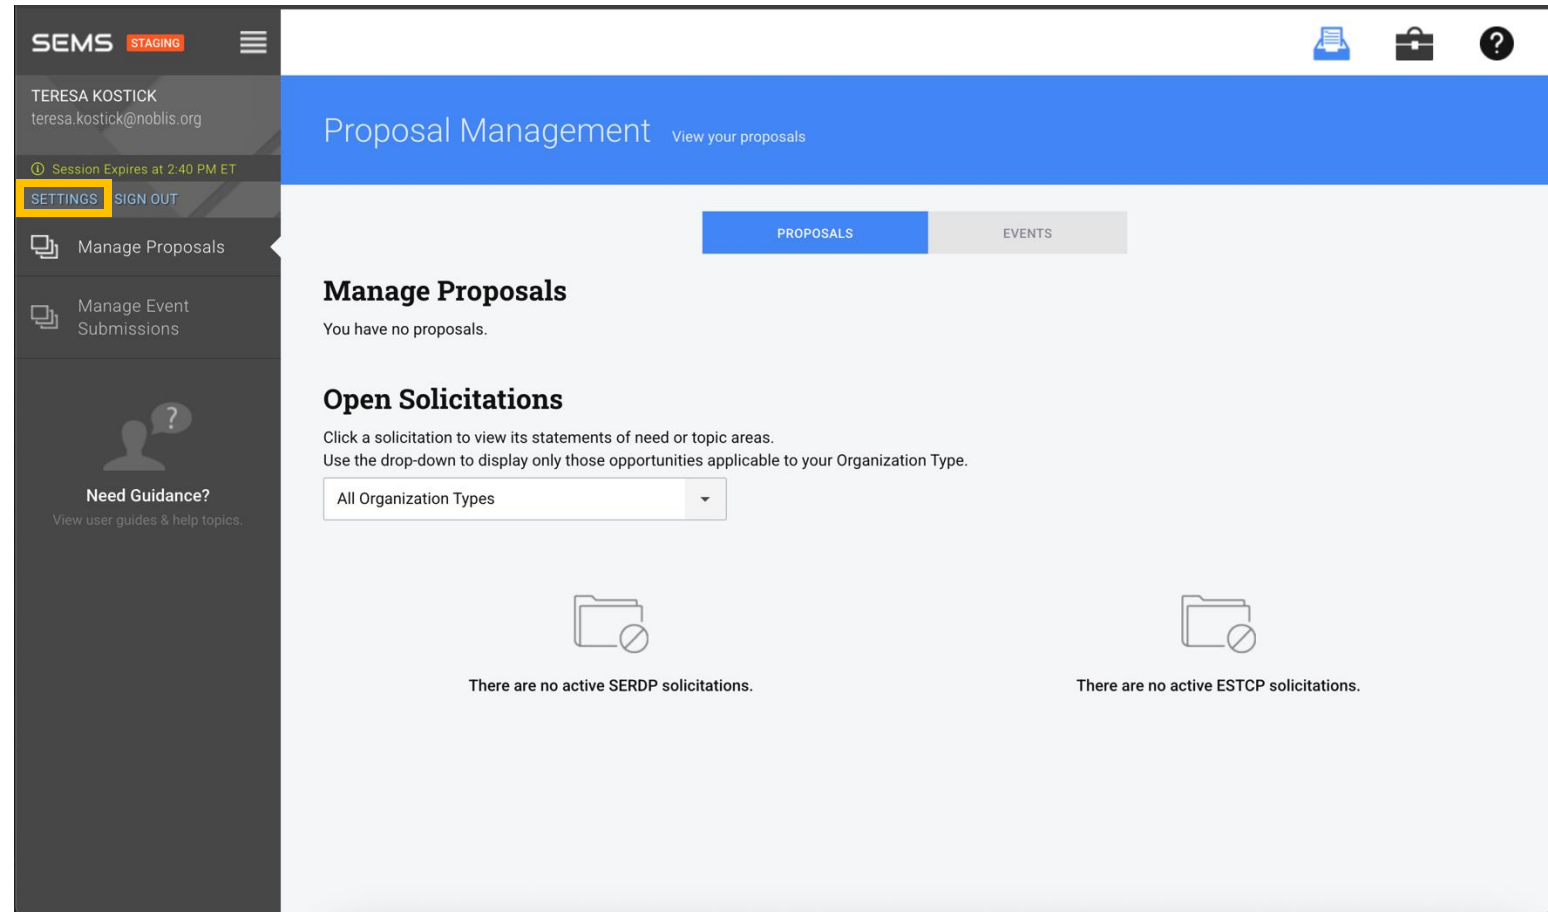 SEMS STAGING
TERESA KOSTICK
teresa.kostick@noblis.org
Session Expires at 2:40 PM ET
SETTINGS SIGN OUT
Manage Proposals
Manage Event
Submissions
?
Need Guidance?
View user guides & help topics.
?
Proposal Management View your proposals
PROPOSALS EVENTS
Manage Proposals
You have no proposals.
Open Solicitations
Click a solicitation to view its statements of need or topic areas.
Use the drop-down to display only those opportunities applicable to your Organization Type.
All Organization Types
There are no active SERDP solicitations.
There are no active ESTCP solicitations.